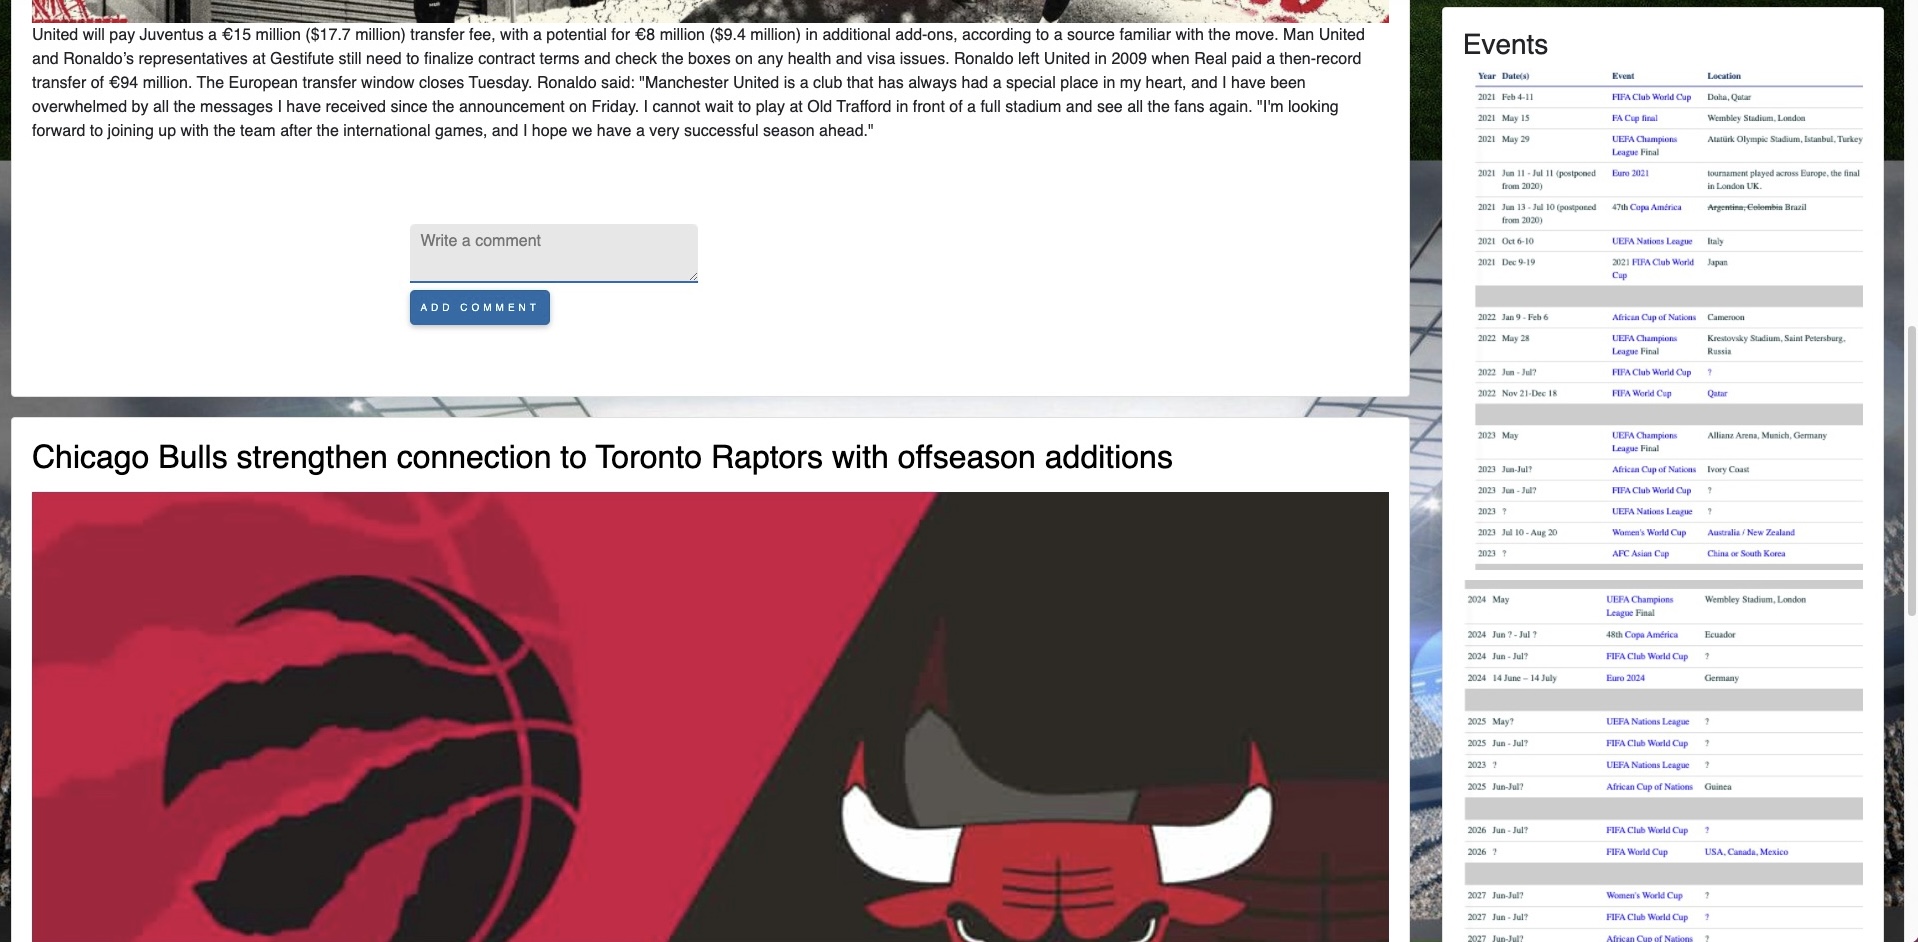 United will pay Juventus a €15 million ($17.7 million) transfer fee, with a potential for €8 million ($9.4 million) in additional add-ons, according to a source familiar with the move. Man United
and Ronaldo's representatives at Gestifute still need to finalize contract terms and check the boxes on any health and visa issues. Ronaldo left United in 2009 when Real paid a then-record
transfer of €94 million. The European transfer window closes Tuesday. Ronaldo said: "Manchester United is a club that has always had a special place in my heart, and I have been
overwhelmed by all the messages I have received since the announcement on Friday. I cannot wait to play at Old Trafford in front of a full stadium and see all the fans again. "I'm looking
forward to joining up with the team after the international games, and I hope we have a very successful season ahead."
Write a comment
ADD COMMENT
Chicago Bulls strengthen connection to Toronto Raptors with offseason additions
Events
Year Date(s) Event Location
2021 Feb 4-11 FIFA Club World Cup Doha, Qatar
2021 May 15 FA Cup final Wembley Stadium, London
2021 May 29 UEFA Champions Atatürk Olympic Stadium, Istanbul, Turkey
League Final
2021 Jun 11 - Jul 11 (postponed Euro 2021 tournament played across Europe, the final
from 2020) in London UK.
2021 Jun 13 - Jul 10 (postponed 47th Copa América Argentina, Colombia Brazil
from 2020)
2021 Oct 6-10 UEFA Nations League Italy
2021 Dec 9-19 2021 FIFA Club World Japan
Cup
2022 Jan 9 - Feb 6 African Cup of Nations Cameroon
2022 May 28 UEFA Champions Krestovsky Stadium, Saint Petersburg,
League Final Russia
2022 Jun - Jul? FIFA Club World Cup ?
2022 Nov 21-Dec 18 FIFA World Cup Qatar
2023 May UEFA Champions Allianz Arena, Munich, Germany
League Final
2023 Jun-Jul? African Cup of Nations Ivory Coast
2023 Jun - Jul? FIFA Club World Cup ?
2023 ? UEFA Nations League ?
2023 Jul 10 - Aug 20 Women's World Cup Australia / New Zealand
2023 ? AFC Asian Cup China or South Korea
2024 May UEFA Champions Wembley Stadium, London
League Final
2024 Jun ? - Jul ? 48th Copa América Ecuador
2024 Jun - Jul? FIFA Club World Cup ?
2024 14 June – 14 July Euro 2024 Germany
2025 May? UEFA Nations League ?
2025 Jun - Jul? FIFA Club World Cup ?
2023 ? UEFA Nations League ?
2025 Jun-Jul? African Cup of Nations Guinea
2026 Jun - Jul? FIFA Club World Cup ?
2026 ? FIFA World Cup USA, Canada, Mexico
2027 Jun-Jul? Women's World Cup ?
2027 Jun - Jul? FIFA Club World Cup ?
2027 Jun-Jul? African Cup of Nations ?